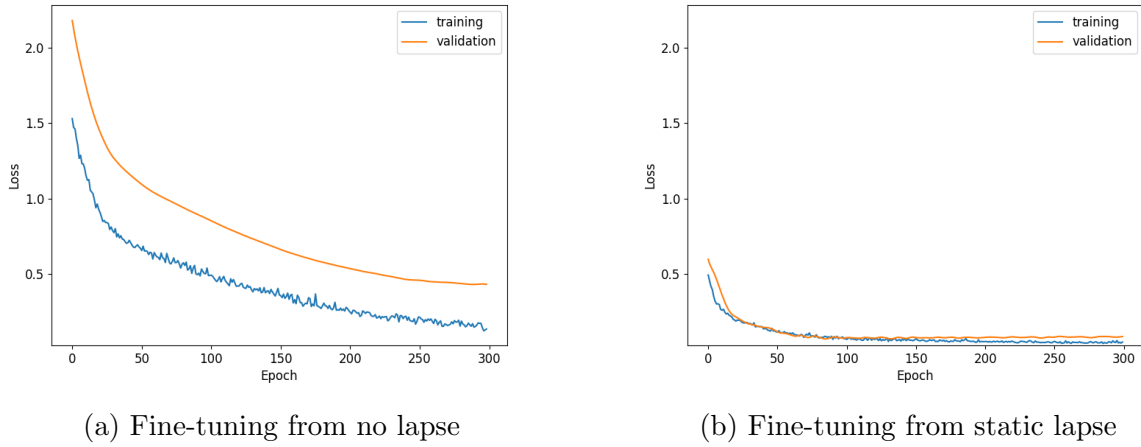 training
validation
2.0
1.5
1.0
0.5
Loss
0
50
100
150
200
250
300
Epoch
(a) Fine-tuning from no lapse
training
validation
2.0
1.5
1.0
0.5
Loss
0
50
100
150
200
250
300
Epoch
(b) Fine-tuning from static lapse